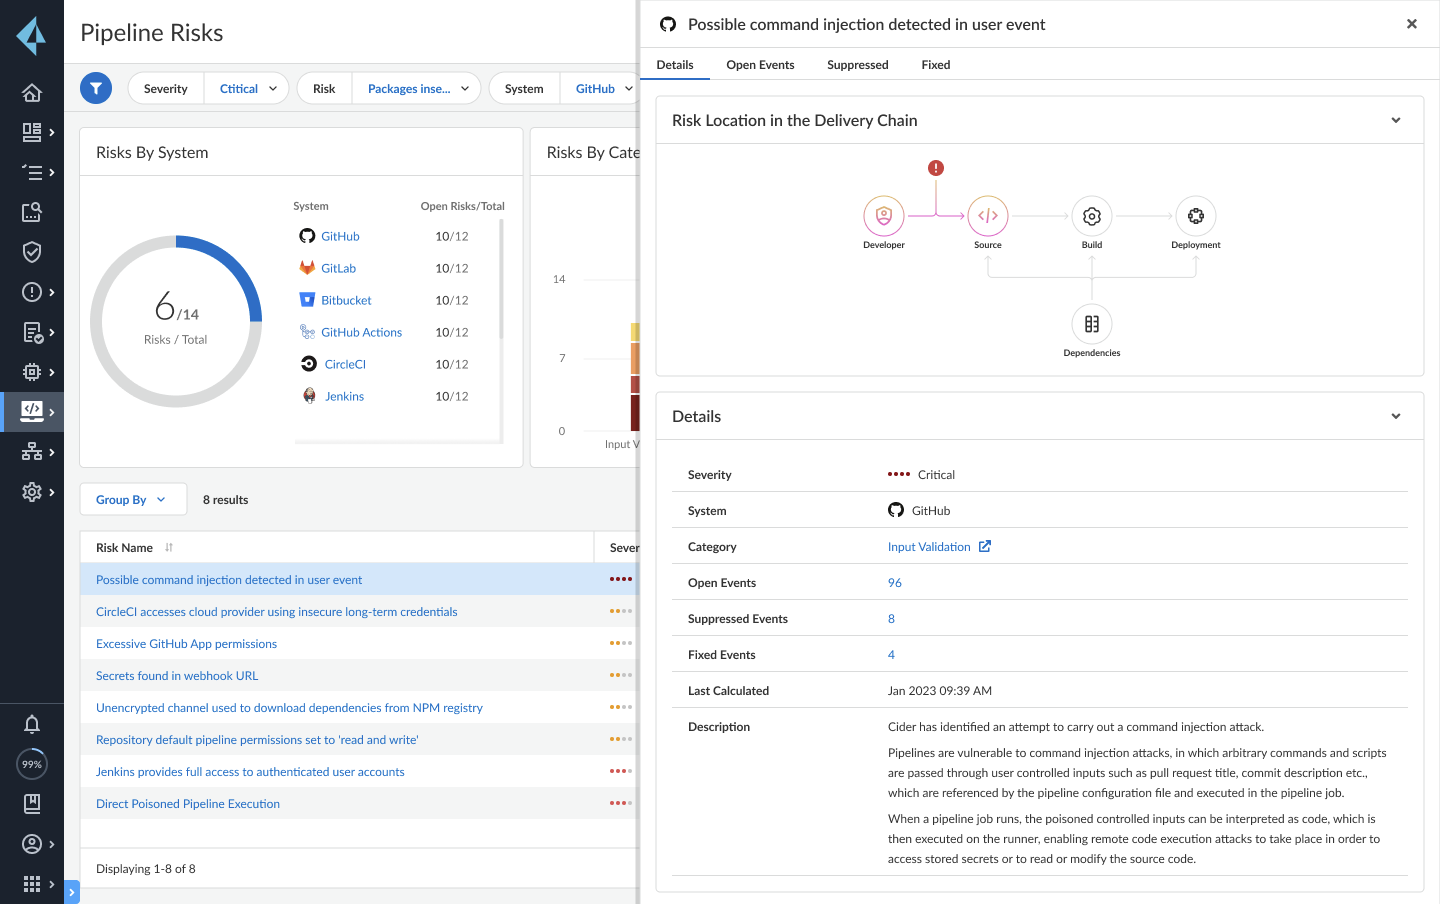 Pipeline Risks
Severity
Ctitical
Risk
Packages inse...
System
GitHub
Risks By System
6/14
Risks / Total
System
Open Risks/Total
GitHub
10/12
GitLab
10/12
Bitbucket
10/12
GitHub Actions
10/12
CircleCI
10/12
Jenkins
10/12
Risks By Cate
14
7
0
Input V
Group By
8 results
Risk Name
Sever
Possible command injection detected in user event
CircleCI accesses cloud provider using insecure long-term credentials
Excessive GitHub App permissions
Secrets found in webhook URL
Unencrypted channel used to download dependencies from NPM registry
Repository default pipeline permissions set to 'read and write'
Jenkins provides full access to authenticated user accounts
Direct Poisoned Pipeline Execution
Displaying 1-8 of 8
99%
Possible command injection detected in user event
Details
Open Events
Suppressed
Fixed
Risk Location in the Delivery Chain
Developer
Source
Build
Deployment
Dependencies
Details
Severity
Critical
System
GitHub
Category
Input Validation
Open Events
96
Suppressed Events
8
Fixed Events
4
Last Calculated
Jan 2023 09:39 AM
Description
Cider has identified an attempt to carry out a command injection attack.
Pipelines are vulnerable to command injection attacks, in which arbitrary commands and scripts
are passed through user controlled inputs such as pull request title, commit description etc.,
which are referenced by the pipeline configuration file and executed in the pipeline job.
When a pipeline job runs, the poisoned controlled inputs can be interpreted as code, which is
then executed on the runner, enabling remote code execution attacks to take place in order to
access stored secrets or to read or modify the source code.